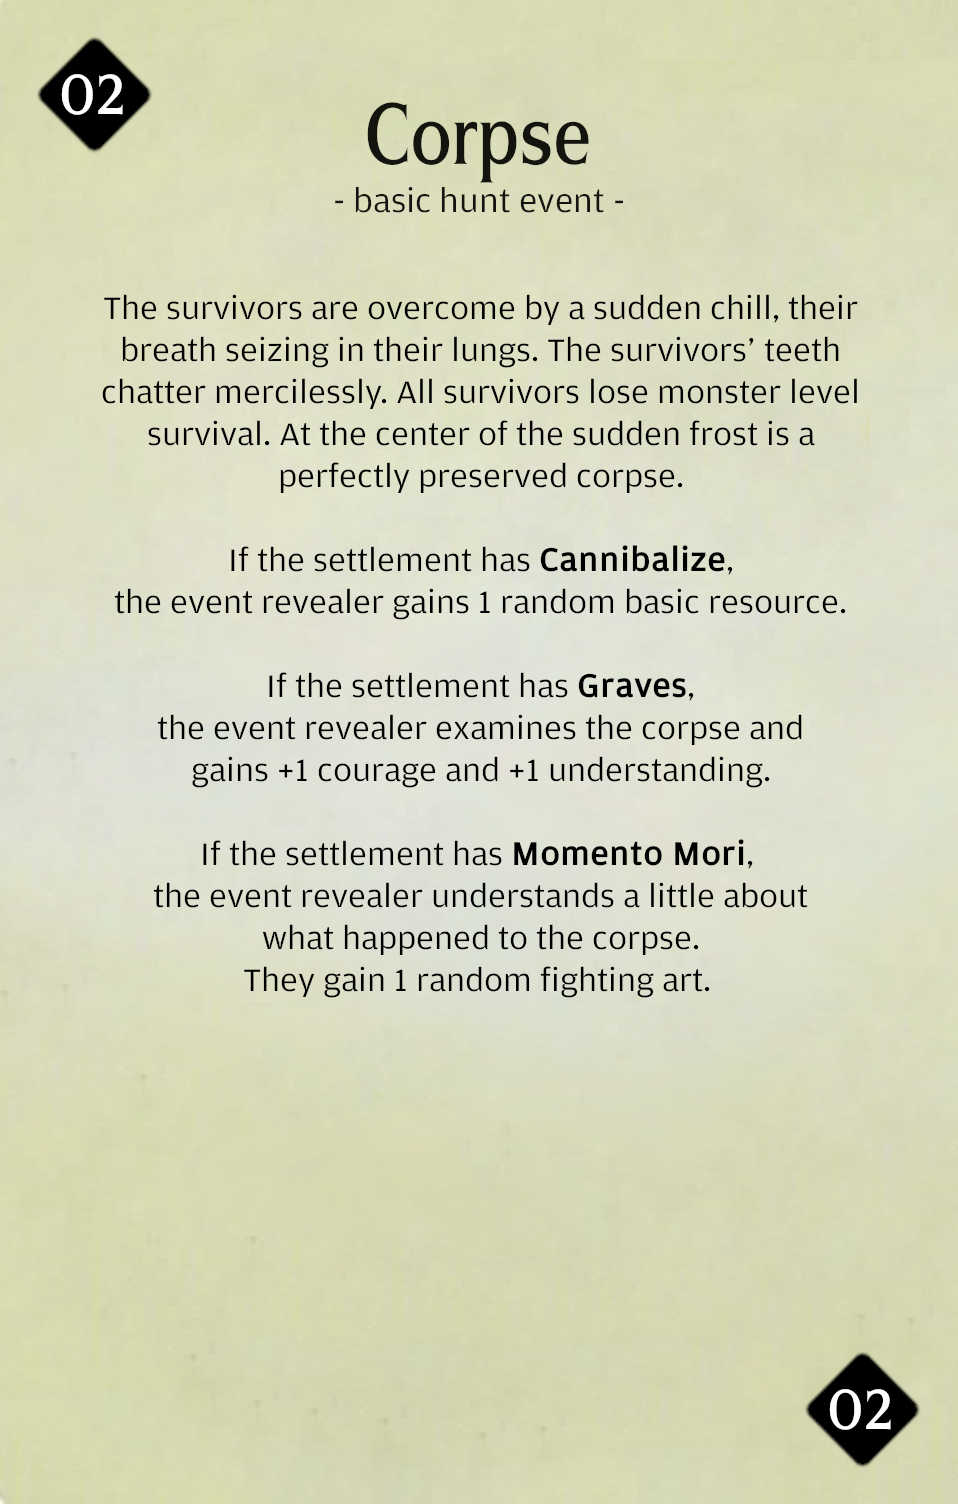 02
Corpse
- basic hunt event -
The survivors are overcome by a sudden chill, their
breath seizing in their lungs. The survivors’ teeth
chatter mercilessly. All survivors lose monster level
survival. At the center of the sudden frost is a
perfectly preserved corpse.
If the settlement has Cannibalize,
the event revealer gains 1 random basic resource.
If the settlement has Graves,
the event revealer examines the corpse and
gains +1 courage and +1 understanding.
If the settlement has Momento Mori,
the event revealer understands a little about
what happened to the corpse.
They gain 1 random fighting art.
02